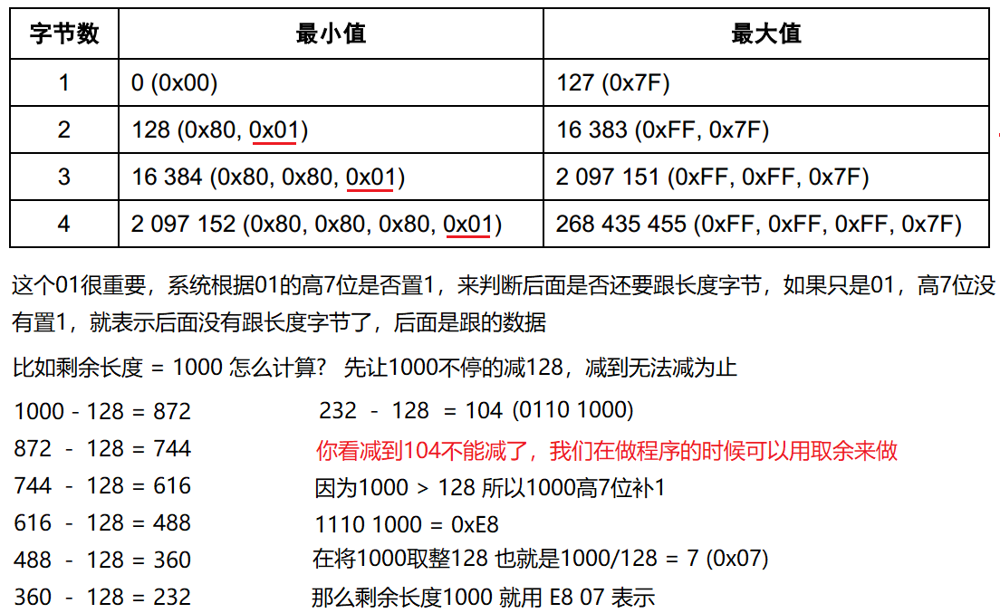 字节数 最小值 最大值
1 0 (0x00) 127 (0x7F)
2 128 (0x80, 0x01) 16 383 (0xFF, 0x7F)
3 16 384 (0x80, 0x80, 0x01) 2 097 151 (0xFF, 0xFF, 0x7F)
4 2 097 152 (0x80, 0x80, 0x80, 0x01) 268 435 455 (0xFF, 0xFF, 0xFF, 0x7F)
这个01很重要，系统根据01的高7位是否置1，来判断后面是否还要跟长度字节，如果只是01，高7位没
有置1，就表示后面没有跟长度字节了，后面是跟的数据
比如剩余长度 = 1000 怎么计算? 先让1000不停的减128，减到无法减为止
1000 - 128 = 872
872 - 128 = 744
744 - 128 = 616
616 - 128 = 488
488 - 128 = 360
360 - 128 = 232
232 - 128 = 104 (0110 1000)
你看减到104不能减了，我们在做程序的时候可以用取余来做
因为1000 > 128 所以1000高7位补1
1110 1000 = 0xE8
在将1000取整128 也就是1000/128 = 7 (0x07)
那么剩余长度1000 就用 E8 07 表示